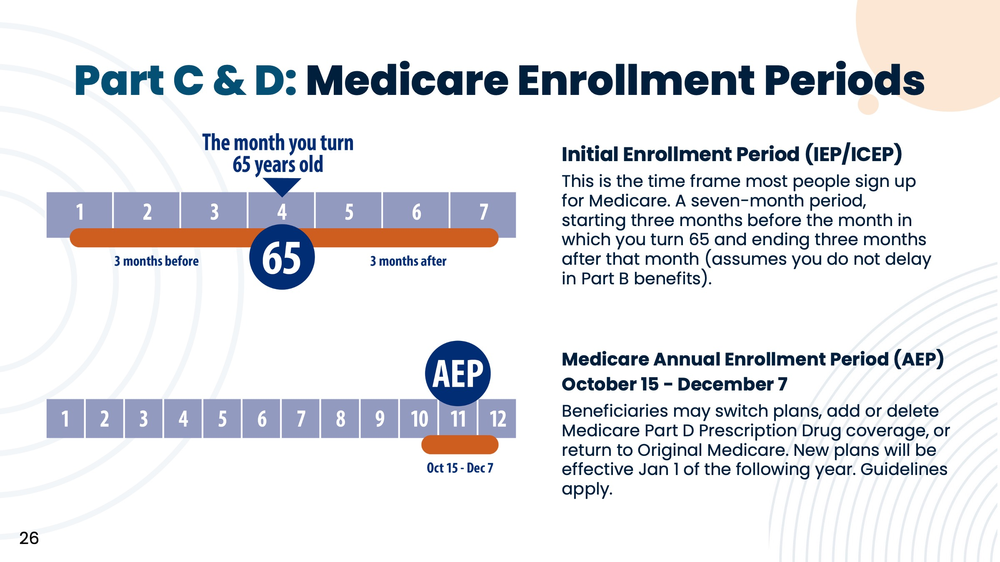 Part C & D: Medicare Enrollment Periods
The month you turn
65 years old
1 2 3 4 5 6 7
65
3 months before
3 months after
Initial Enrollment Period (IEP/ICEP)
This is the time frame most people sign up
for Medicare. A seven-month period,
starting three months before the month in
which you turn 65 and ending three months
after that month (assumes you do not delay
in Part B benefits).
AEP
1 2 3 4 5 6 7 8 9 10 11 12
Oct 15 - Dec 7
Medicare Annual Enrollment Period (AEP)
October 15 - December 7
Beneficiaries may switch plans, add or delete
Medicare Part D Prescription Drug coverage, or
return to Original Medicare. New plans will be
effective Jan 1 of the following year. Guidelines
apply.
26